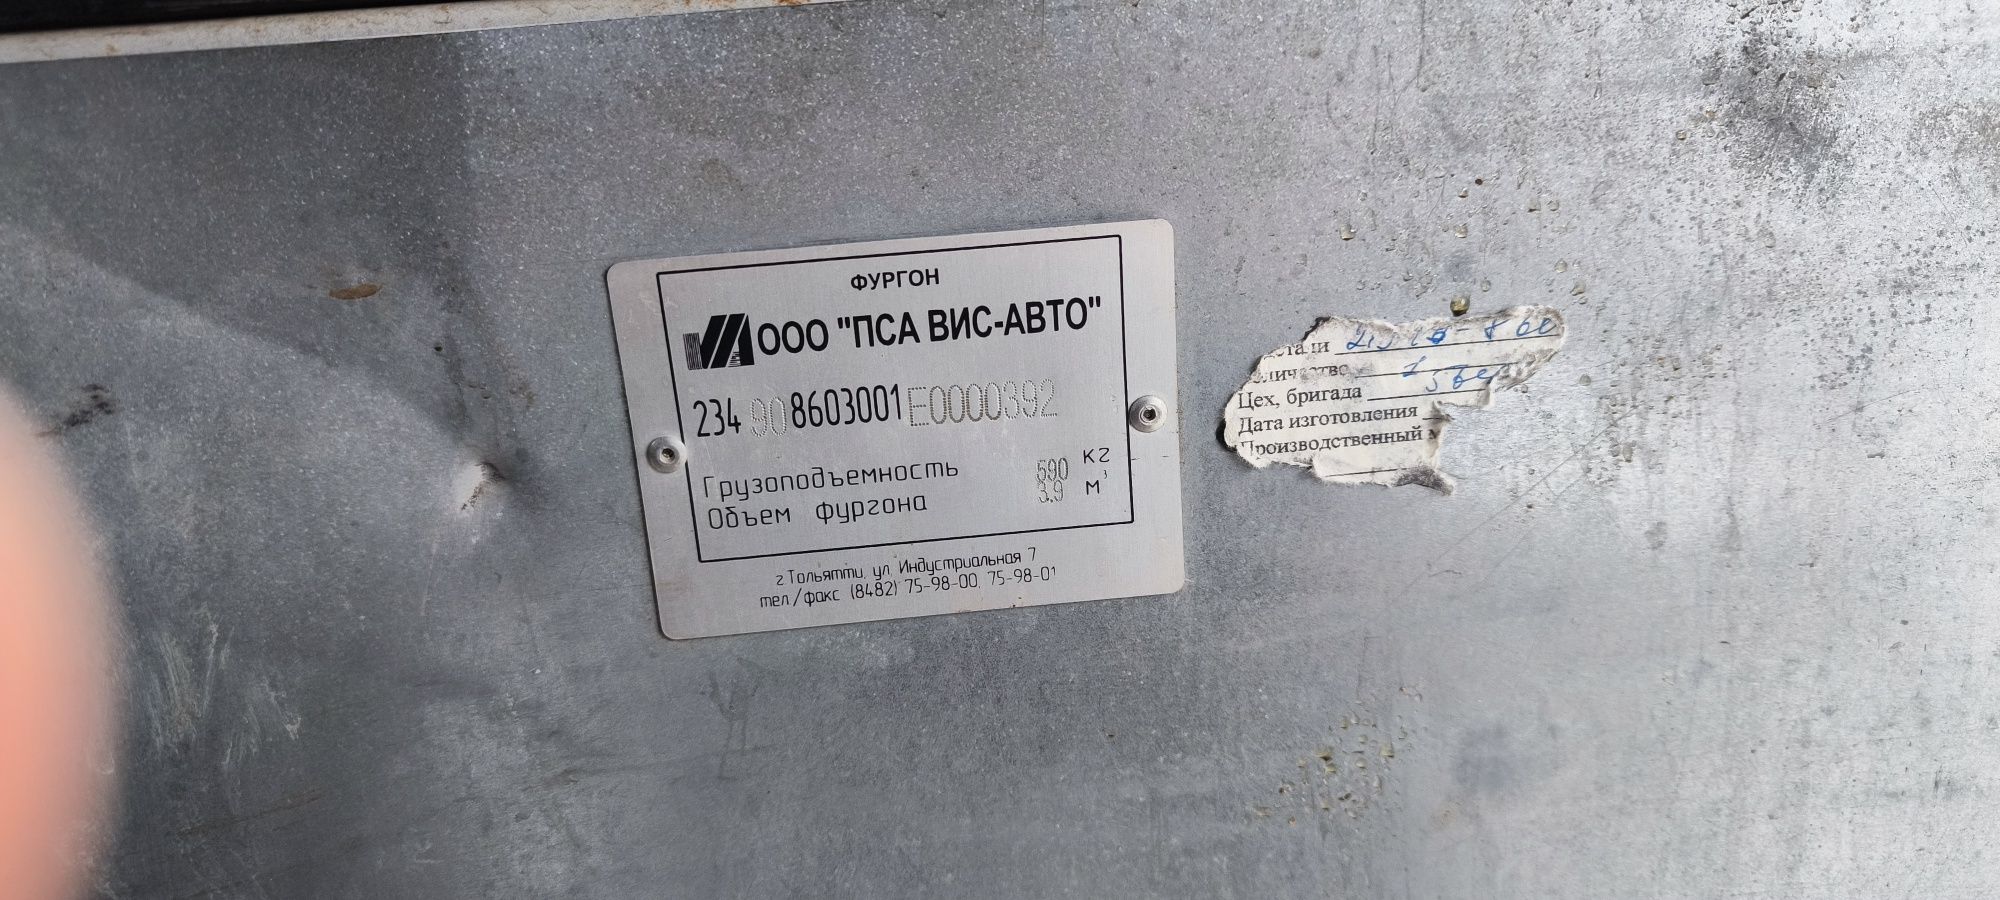 ФУРГОН
ООО "ПСА ВИС-АВТО"
234 90 8603001 E0000392
Грузоподъемность 590 кг
Объем фургона 3.9 м³
г.Тольятти, ул. Индустриальная 7
тел/факс (8482) 75-98-00, 75-98-01
Цех, бригада
Дата изготовления
Производственный